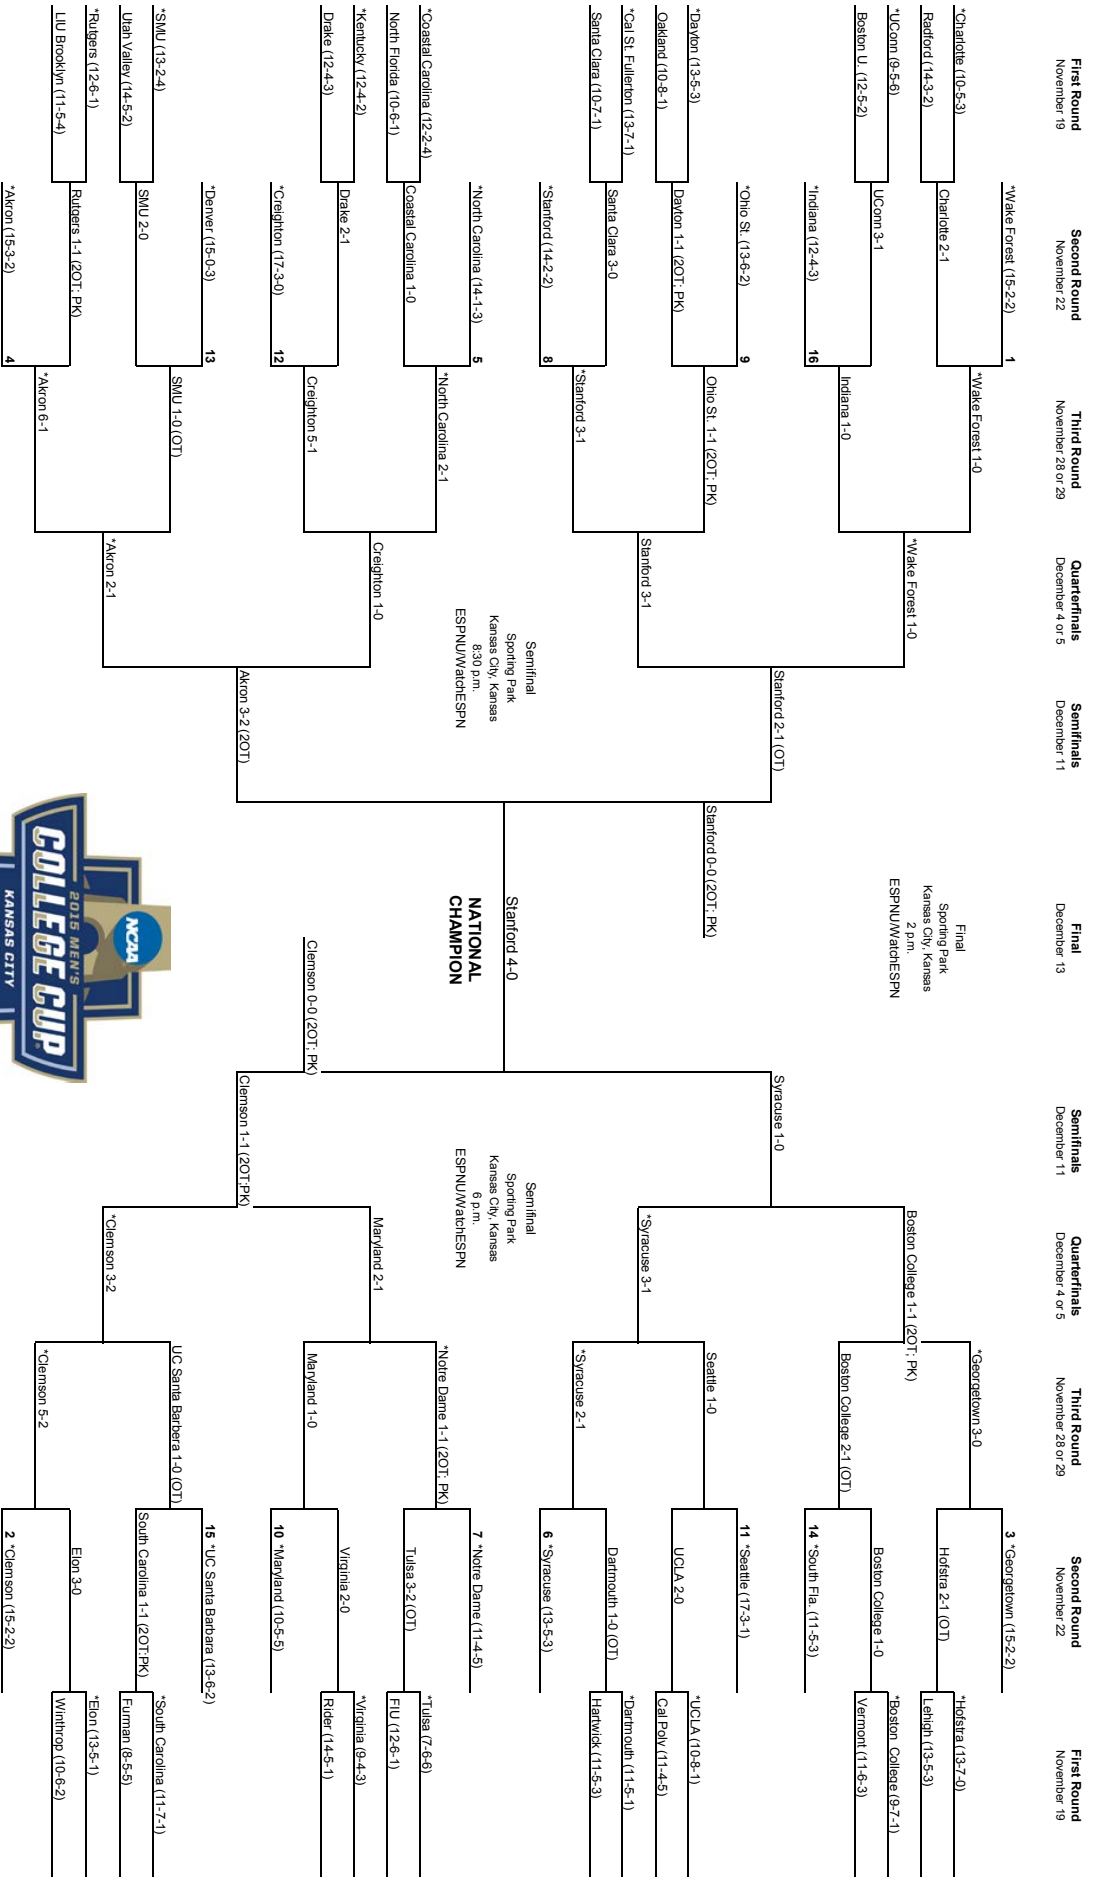 First Round
November 19
Second Round
November 22
Third Round
November 28 or 29
Quarterfinals
December 4 or 5
Semifinals
December 11
Final
December 13
Semifinals
December 11
Quarterfinals
December 4 or 5
Third Round
November 28 or 29
Second Round
November 22
First Round
November 19
*Charlotte (10-5-3)
Radford (14-3-2)
*UConn (9-5-6)
Boston U. (12-5-2)
*Dayton (13-5-3)
Oakland (10-8-1)
*Cal St. Fullerton (13-7-1)
Santa Clara (10-7-1)
*Coastal Carolina (12-2-4)
North Florida (10-6-1)
*Kentucky (12-4-2)
Drake (12-4-3)
*SMU (13-2-4)
Utah Valley (14-5-2)
*Rutgers (12-6-1)
LIU Brooklyn (11-5-4)
*Wake Forest (15-2-2)
1
Charlotte 2-1
UConn 3-1
*Indiana (12-4-3)
16
*Ohio St. (13-6-2)
9
Dayton 1-1 (2OT; PK)
Santa Clara 3-0
*Stanford (14-2-2)
8
*North Carolina (14-1-3)
5
Coastal Carolina 1-0
Drake 2-1
*Creighton (17-3-0)
12
*Denver (15-0-3)
13
SMU 2-0
Rutgers 1-1 (2OT; PK)
*Akron (15-3-2)
4
*Wake Forest 1-0
Indiana 1-0
Ohio St. 1-1 (2OT; PK)
*Stanford 3-1
*North Carolina 2-1
Creighton 5-1
SMU 1-0 (OT)
*Akron 6-1
*Wake Forest 1-0
Stanford 3-1
Creighton 1-0
*Akron 2-1
Semifinal
Sporting Park
Kansas City, Kansas
8:30 p.m.
ESPNU/WatchESPN
Stanford 2-1 (OT)
Akron 3-2 (2OT)
Final
Sporting Park
Kansas City, Kansas
2 p.m.
ESPNU/WatchESPN
Stanford 0-0 (2OT; PK)
Stanford 4-0
NATIONAL
CHAMPION
Clemson 0-0 (2OT; PK)
NCAA
2015 MEN'S
COLLEGE CUP
KANSAS CITY
Syracuse 1-0
Clemson 1-1 (2OT;PK)
Semifinal
Sporting Park
Kansas City, Kansas
6 p.m.
ESPNU/WatchESPN
Boston College 1-1 (2OT; PK)
*Syracuse 3-1
Maryland 2-1
*Clemson 3-2
*Georgetown 3-0
Boston College 2-1 (OT)
Seattle 1-0
*Syracuse 2-1
*Notre Dame 1-1 (2OT; PK)
Maryland 1-0
UC Santa Barbera 1-0 (OT)
*Clemson 5-2
3 *Georgetown (15-2-2)
Hofstra 2-1 (OT)
Boston College 1-0
14 *South Fla. (11-5-3)
11 *Seattle (17-3-1)
UCLA 2-0
Dartmouth 1-0 (OT)
6 *Syracuse (13-5-3)
7 *Notre Dame (11-4-5)
Tulsa 3-2 (OT)
Virginia 2-0
10 *Maryland (10-5-5)
15 *UC Santa Barbara (13-6-2)
South Carolina 1-1 (2OT;PK)
Elon 3-0
2 *Clemson (15-2-2)
*Hofstra (13-7-0)
Lehigh (13-5-3)
*Boston College (9-7-1)
Vermont (11-6-3)
*UCLA (10-8-1)
Cal Poly (11-4-5)
*Dartmouth (11-5-1)
Hartwick (11-5-3)
*Tulsa (7-6-6)
FIU (12-6-1)
*Virginia (9-4-3)
Rider (14-5-1)
*South Carolina (11-7-1)
Furman (8-5-5)
*Elon (13-5-1)
Winthrop (10-6-2)